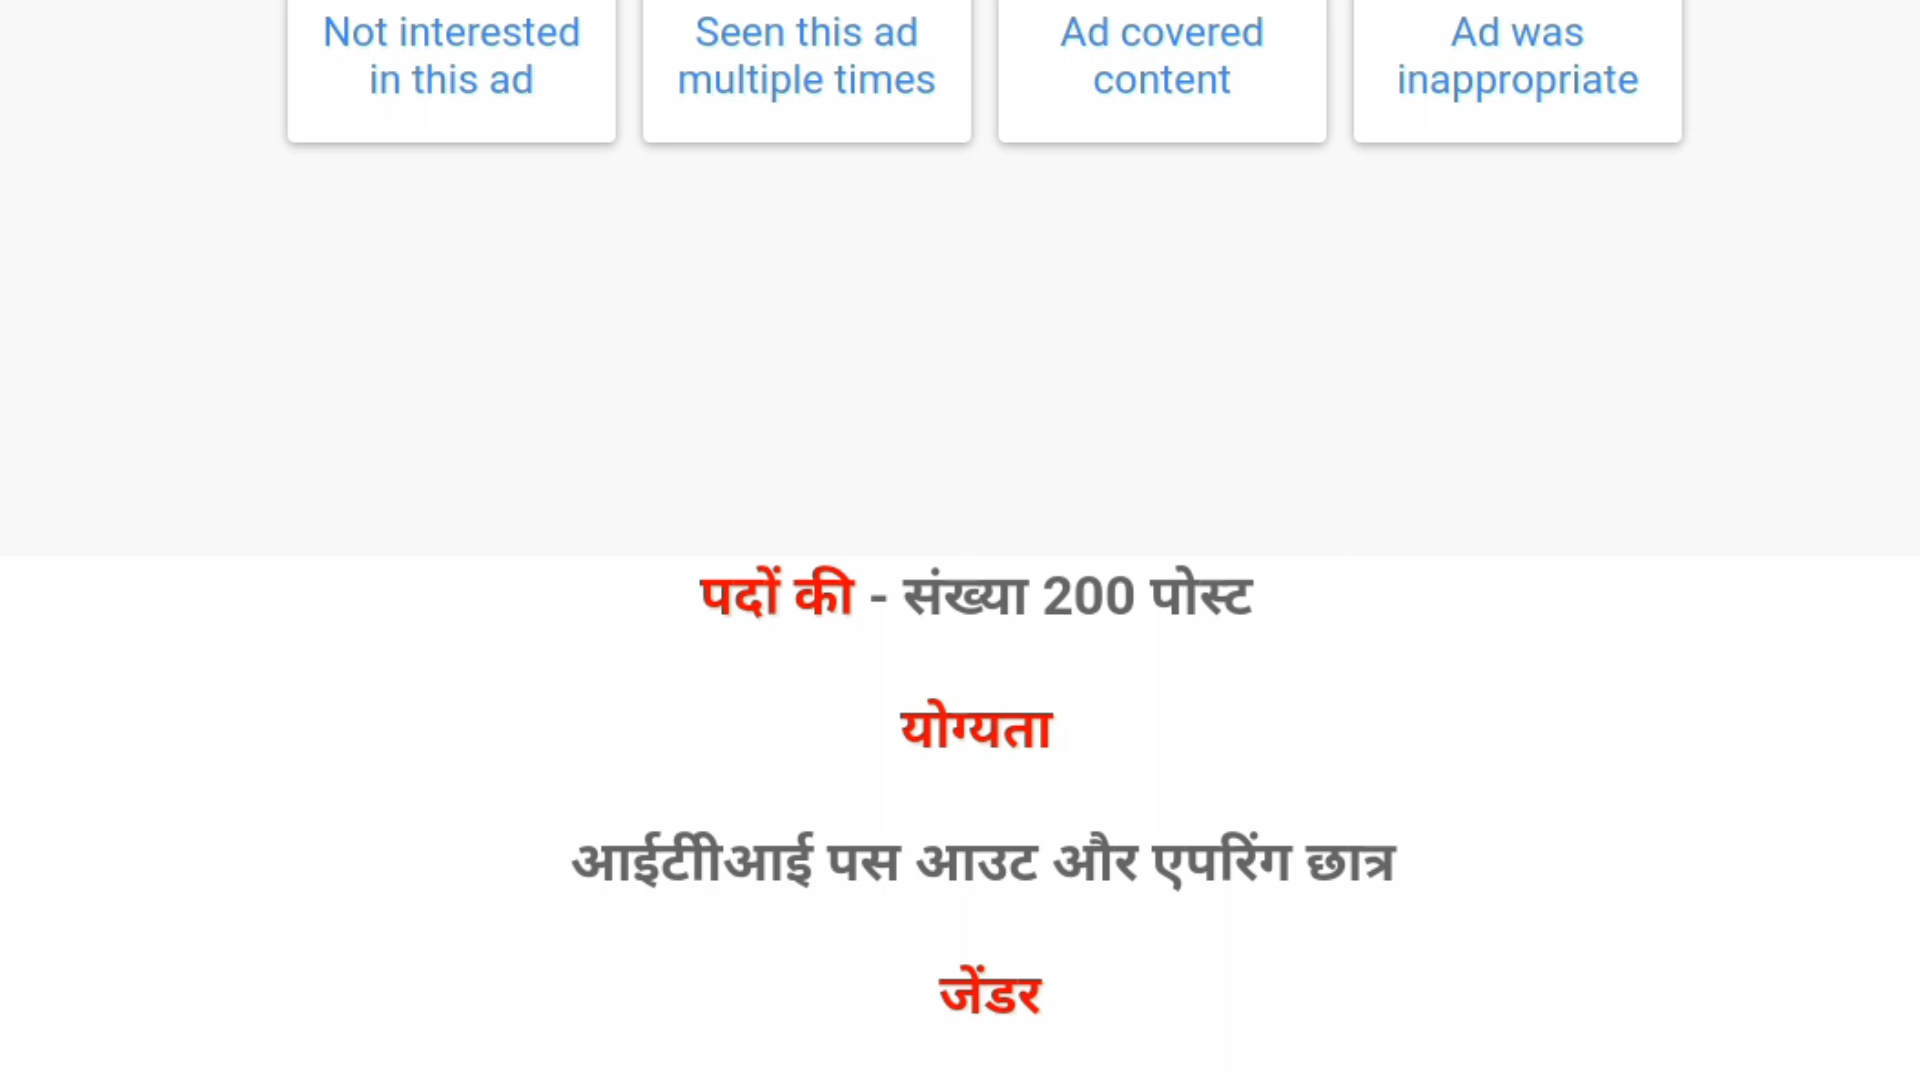 Not interested
in this ad
Seen this ad
multiple times
Ad covered
content
Ad was
inappropriate
पदों की - संख्या 200 पोस्ट
योग्यता
आईटीीआई पस आउट और एपरिंग छात्र
जेंडर